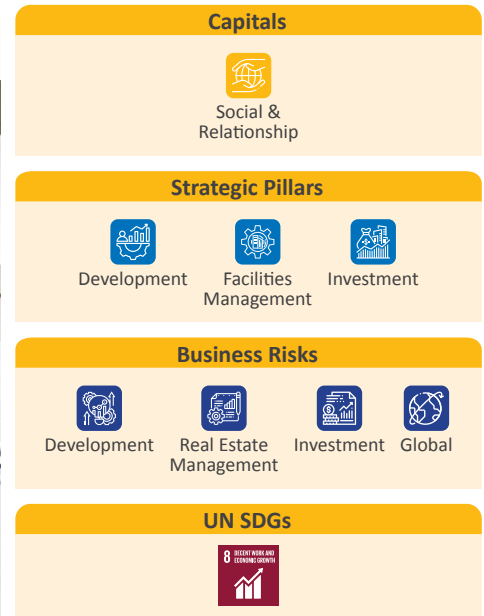 Capitals
Social &
Relationship
Strategic Pillars
Development
Facilities
Management
Investment
Business Risks
Development
Real Estate
Management
Investment
Global
UN SDGs
8 DECENT WORK AND
ECONOMIC GROWTH